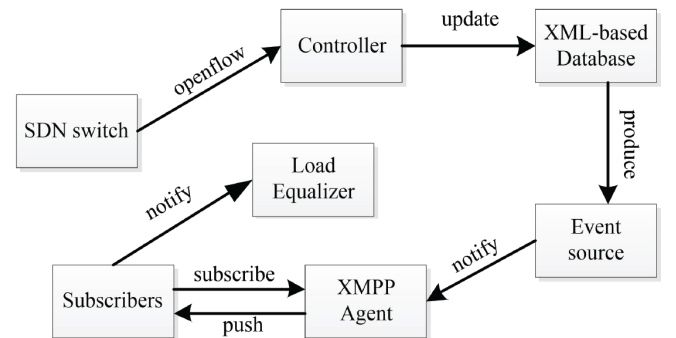 update
Controller
XML-based
Database
openflow
SDN switch
produce
Load
Equalizer
notify
Event
source
notify
subscribe
Subscribers
XMPP
Agent
push